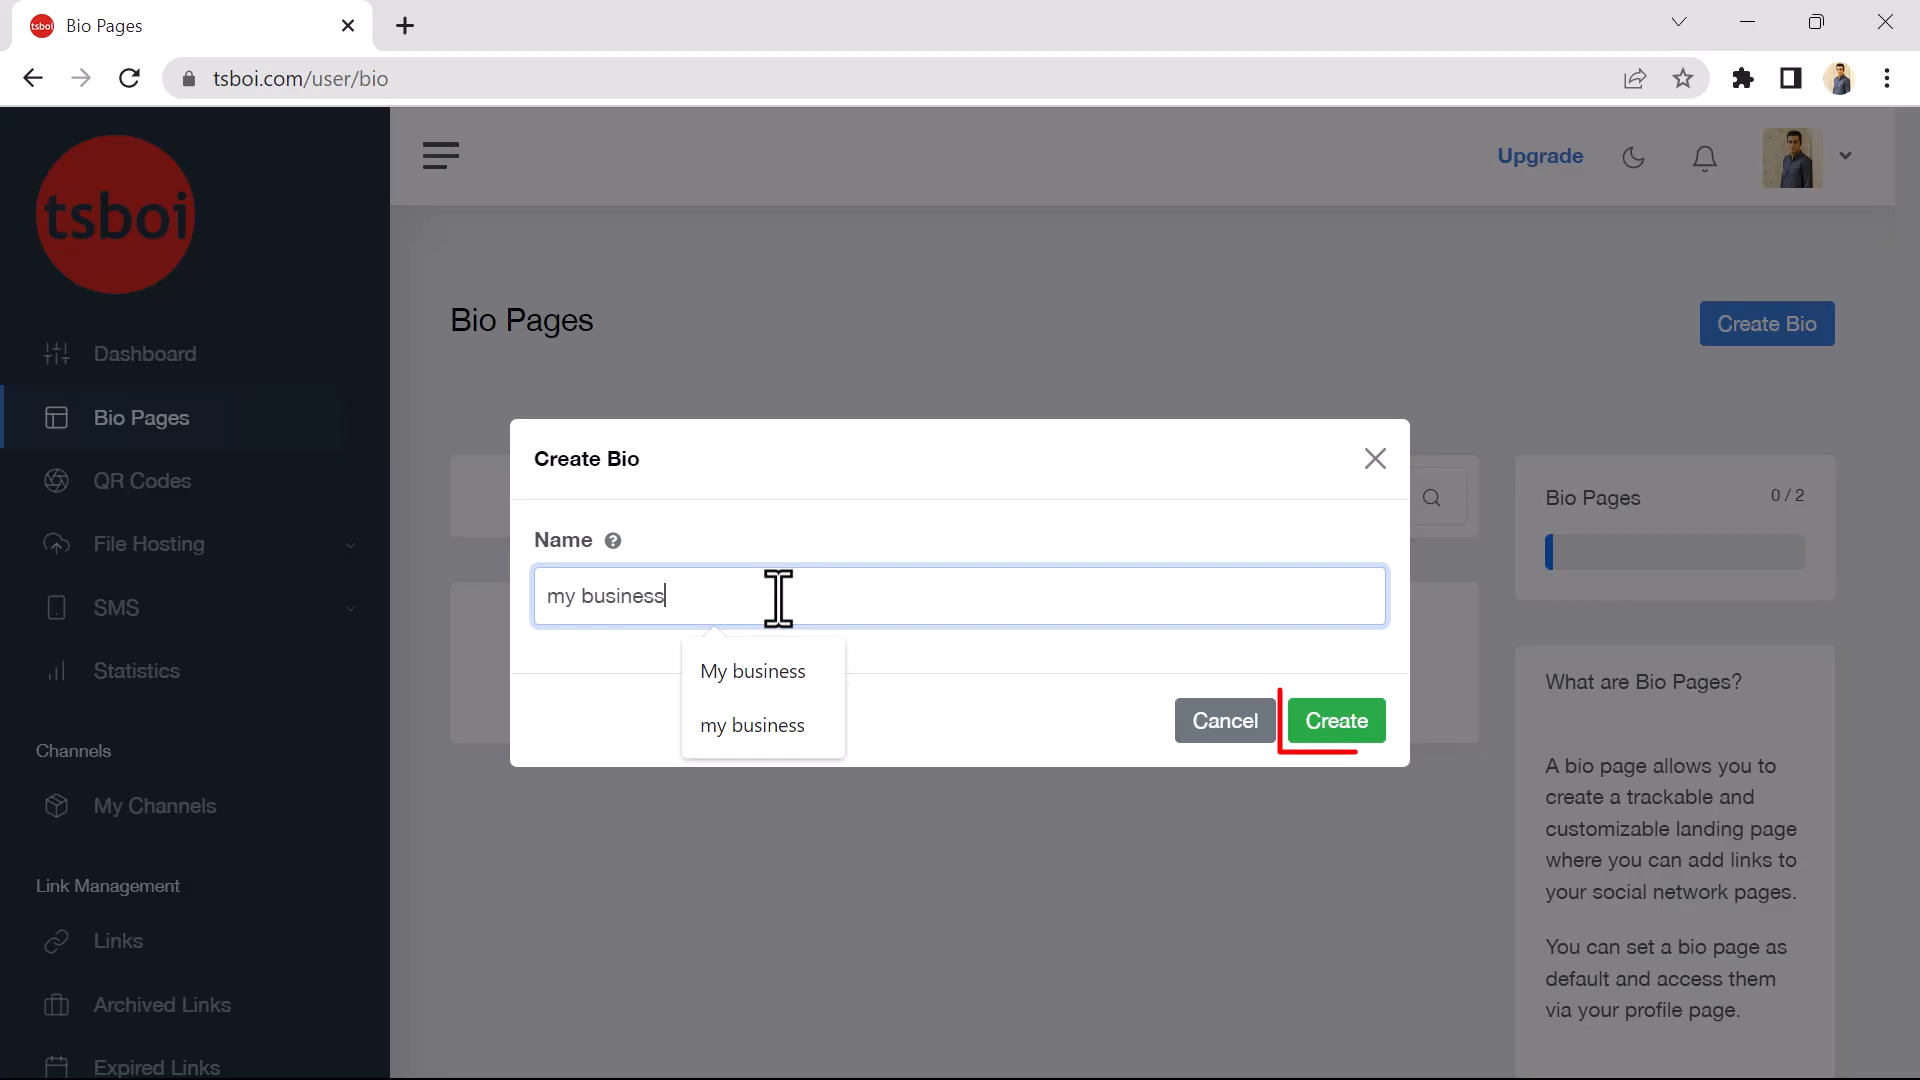 tsboi
Bio Pages
tsboi.com/user/bio
tsboi
Upgrade
Dashboard
Bio Pages
QR Codes
File Hosting
SMS
Statistics
Channels
My Channels
Link Management
Links
Archived Links
Expired Links
Bio Pages
Create Bio
Create Bio
Name
my business
My business
my business
Cancel
Create
Bio Pages
0 / 2
What are Bio Pages?
A bio page allows you to
create a trackable and
customizable landing page
where you can add links to
your social network pages.
You can set a bio page as
default and access them
via your profile page.